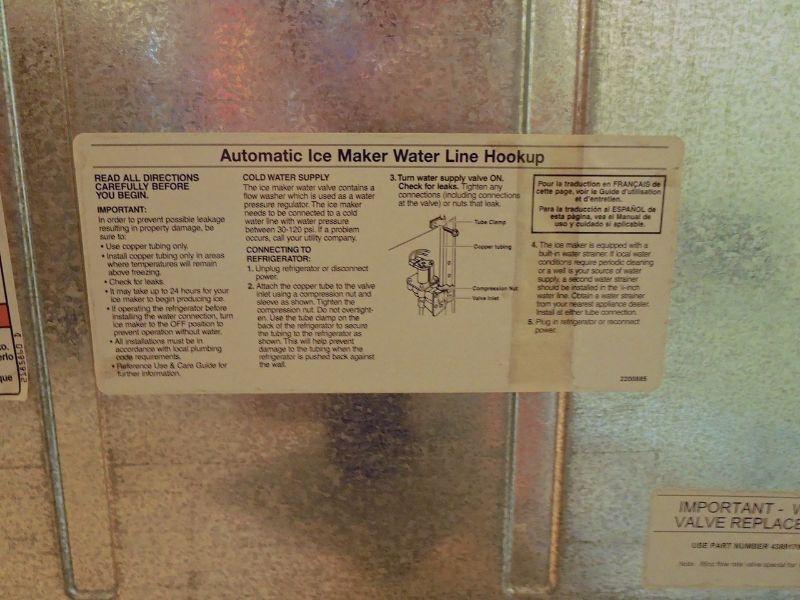 Automatic Ice Maker Water Line Hookup
READ ALL DIRECTIONS
CAREFULLY BEFORE
YOU BEGIN.
IMPORTANT:
In order to prevent possible leakage
resulting in property damage, be
sure to:
• Use copper tubing only.
• Install copper tubing only in areas
where temperatures will remain
above freezing.
• Check for leaks.
• It may take up to 24 hours for your
ice maker to begin producing ice.
• If operating the refrigerator before
installing the water connection, turn
ice maker to the OFF position to
prevent operation without water.
• All installations must be in
accordance with local plumbing
code requirements.
• Reference Use & Care Guide for
further information.
COLD WATER SUPPLY
The ice maker water valve contains a
flow washer which is used as a water
pressure regulator. The ice maker
needs to be connected to a cold
water line with water pressure
between 30-120 psi. If a problem
occurs, call your utility company.
CONNECTING TO
REFRIGERATOR:
1. Unplug refrigerator or disconnect
power.
2. Attach the copper tube to the valve
inlet using a compression nut and
sleeve as shown. Tighten the
compression nut. Do not overtight-
en. Use the tube clamp on the
back of the refrigerator to secure
the tubing to the refrigerator as
shown. This will help prevent
damage to the tubing when the
refrigerator is pushed back against
the wall.
3. Turn water supply valve ON.
Check for leaks. Tighten any
connections (including connections
at the valve) or nuts that leak.
Tube Clamp
Copper tubing
Compression Nut
Valve Inlet
Pour la traduction en FRANÇAIS de
cette page, voir le Guide d'utilisation
et d'entretien.
Para la traducción al ESPAÑOL de
esta página, vea el Manual de
uso y cuidado si aplicable.
4. The ice maker is equipped with a
built-in water strainer. If local water
conditions require periodic cleaning
or a well is your source of water
supply, a second water strainer
should be installed in the ¼-inch
water line. Obtain a water strainer
from your nearest appliance dealer.
Install at either tube connection.
5. Plug in refrigerator or reconnect
power.
2200885
to.
erlo
que
IMPORTANT - 
VALVE REPLACE
USE PART NUMBER
Note: flow rate valve special for